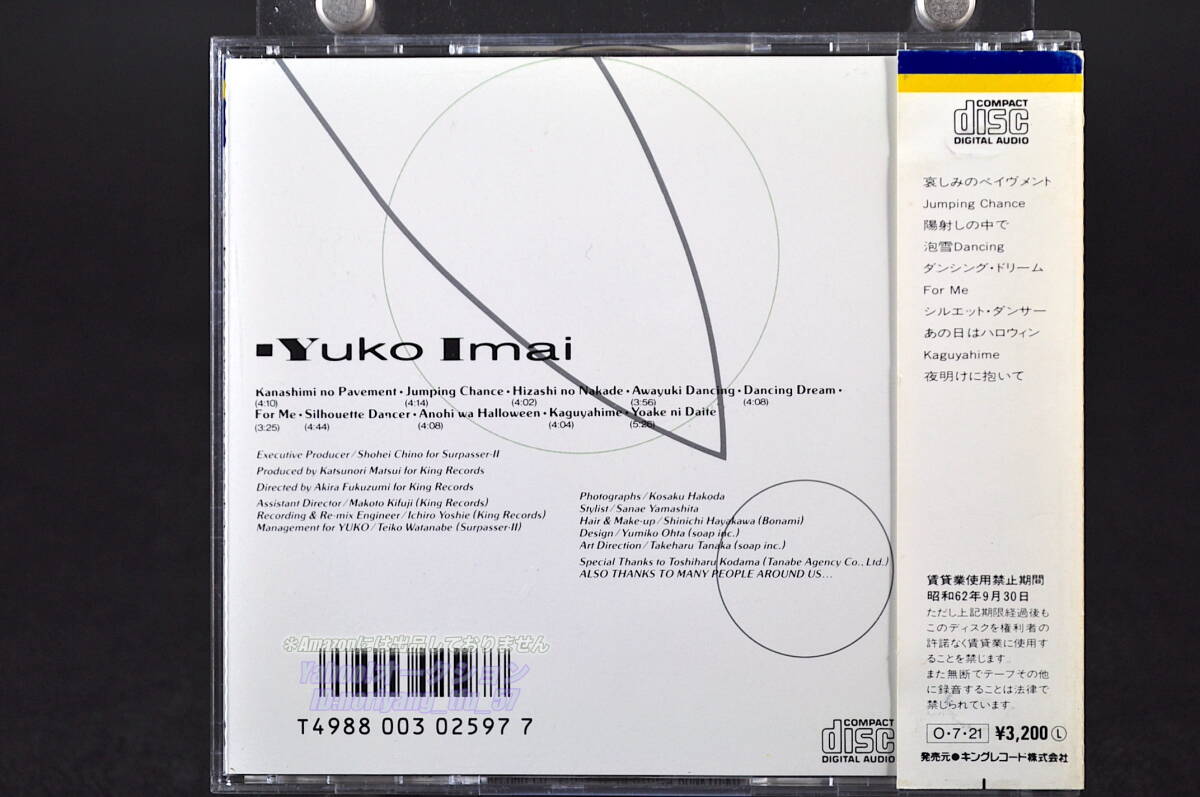 Yuko Imai
Kanashimi no Pavement • Jumping Chance • Hizashi no Nakade • Awayuki Dancing • Dancing Dream •
(4:10) (4:14) (4:02) (3:56) (4:08)
For Me • Silhouette Dancer • Anohi wa Halloween • Kaguyahime • Yoake ni Daite
(3:25) (4:44) (4:08) (4:04) (5:26)
Executive Producer / Shohei Chino for Surpasser-II
Produced by Katsunori Matsui for King Records
Directed by Akira Fukuzumi for King Records
Assistant Director / Makoto Kifuji (King Records)
Recording & Re-mix Engineer / Ichiro Yoshie (King Records)
Management for YUKO / Teiko Watanabe (Surpasser-II)
Photographs / Kosaku Hakoda
Stylist / Sanae Yamashita
Hair & Make-up / Shinichi Hayakawa (Bonami)
Design / Yumiko Ohta (soap inc.)
Art Direction / Takeharu Tanaka (soap inc.)
Special Thanks to Toshiharu Kodama (Tanabe Agency Co., Ltd.)
ALSO THANKS TO MANY PEOPLE AROUND US...
※Amazonには出品しておりません
Yahooオークション
T4988 003 02597 7
COMPACT
disc
DIGITAL AUDIO
COMPACT
disc
DIGITAL AUDIO
哀しみのペイヴメント
Jumping Chance
陽射しの中で
泡雪Dancing
ダンシング・ドリーム
For Me
シルエット・ダンサー
あの日はハロウィン
Kaguyahime
夜明けに抱いて
賃貸業使用禁止期間
昭和62年9月30日
ただし上記期限経過後も
このディスクを権利者の
許諾なく賃貸業に使用す
ることを禁じます。
また無断でテープその他
に録音することは法律で
禁じられています。
O・7・21 ¥3,200 Ⓛ
発売元●キングレコード株式会社